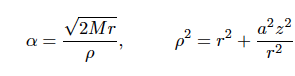 α = √(2Mr)/ρ,  ρ² = r² + a²z²/r²